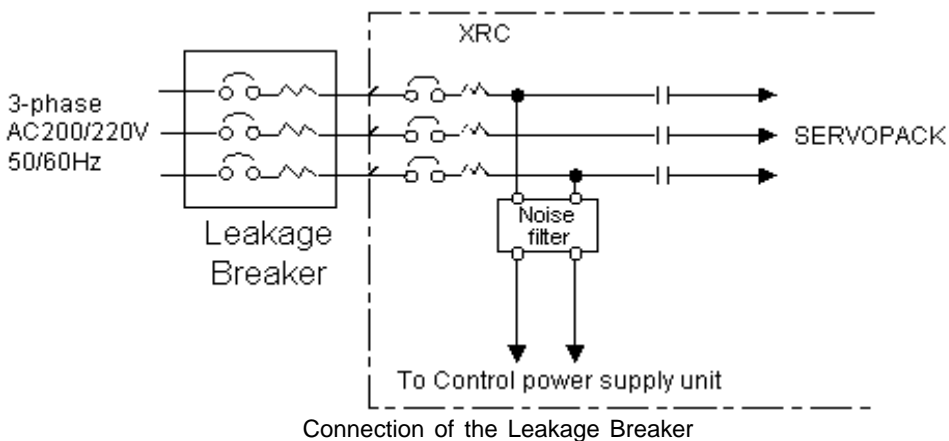 XRC
3-phase
AC200/220V
50/60Hz
SERVOPACK
Leakage
Breaker
Noise
filter
To Control power supply unit
Connection of the Leakage Breaker